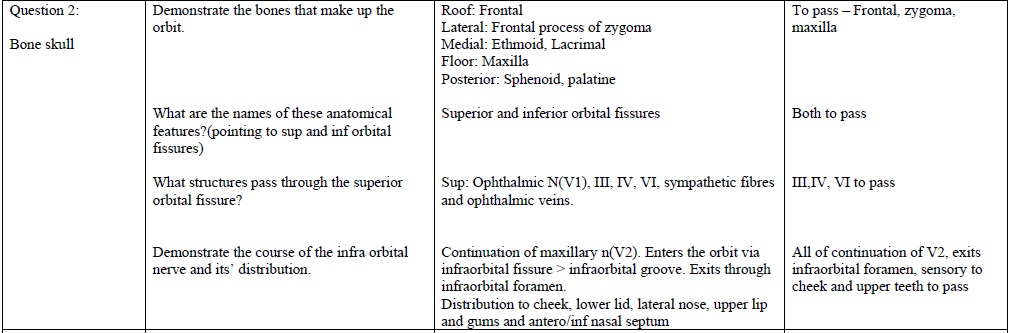 Question 2:
Bone skull
Demonstrate the bones that make up the
orbit.
Roof: Frontal
Lateral: Frontal process of zygoma
Medial: Ethmoid, Lacrimal
Floor: Maxilla
Posterior: Sphenoid, palatine
To pass – Frontal, zygoma,
maxilla
What are the names of these anatomical
features?(pointing to sup and inf orbital
fissures)
Superior and inferior orbital fissures
Both to pass
What structures pass through the superior
orbital fissure?
Sup: Ophthalmic N(V1), III, IV, VI, sympathetic fibres
and ophthalmic veins.
III,IV, VI to pass
Demonstrate the course of the infra orbital
nerve and its’ distribution.
Continuation of maxillary n(V2). Enters the orbit via
infraorbital fissure > infraorbital groove. Exits through
infraorbital foramen.
Distribution to cheek, lower lid, lateral nose, upper lip
and gums and antero/inf nasal septum
All of continuation of V2, exits
infraorbital foramen, sensory to
cheek and upper teeth to pass